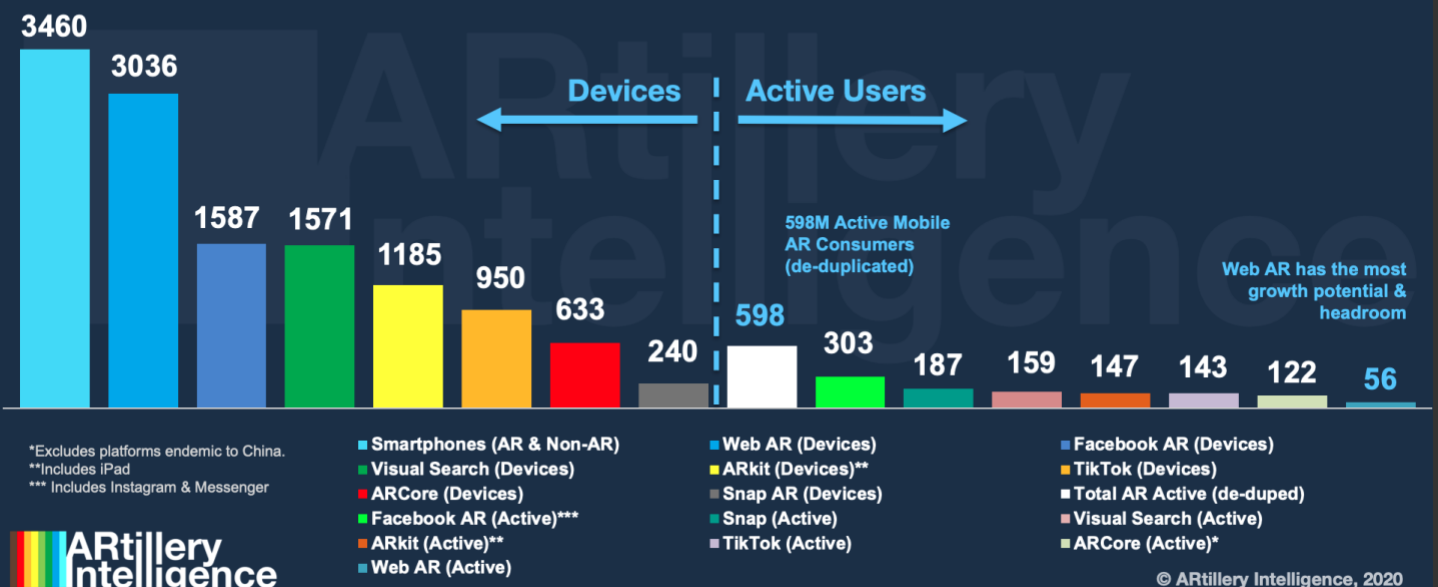 3460
3036
1587
1571
1185
950
633
240
598
303
187
159
147
143
122
56
Devices
Active Users
598M Active Mobile
AR Consumers
(de-duplicated)
Web AR has the most
growth potential &
headroom
*Excludes platforms endemic to China.
**Includes iPad
*** Includes Instagram & Messenger
Smartphones (AR & Non-AR)
Web AR (Devices)
Facebook AR (Devices)
Visual Search (Devices)
ARkit (Devices)**
TikTok (Devices)
ARCore (Devices)
Snap AR (Devices)
Total AR Active (de-duped)
Facebook AR (Active)***
Snap (Active)
Visual Search (Active)
ARkit (Active)**
TikTok (Active)
ARCore (Active)*
Web AR (Active)
ARtillery
Intelligence
© ARtillery Intelligence, 2020
ARtillery
Intelligence